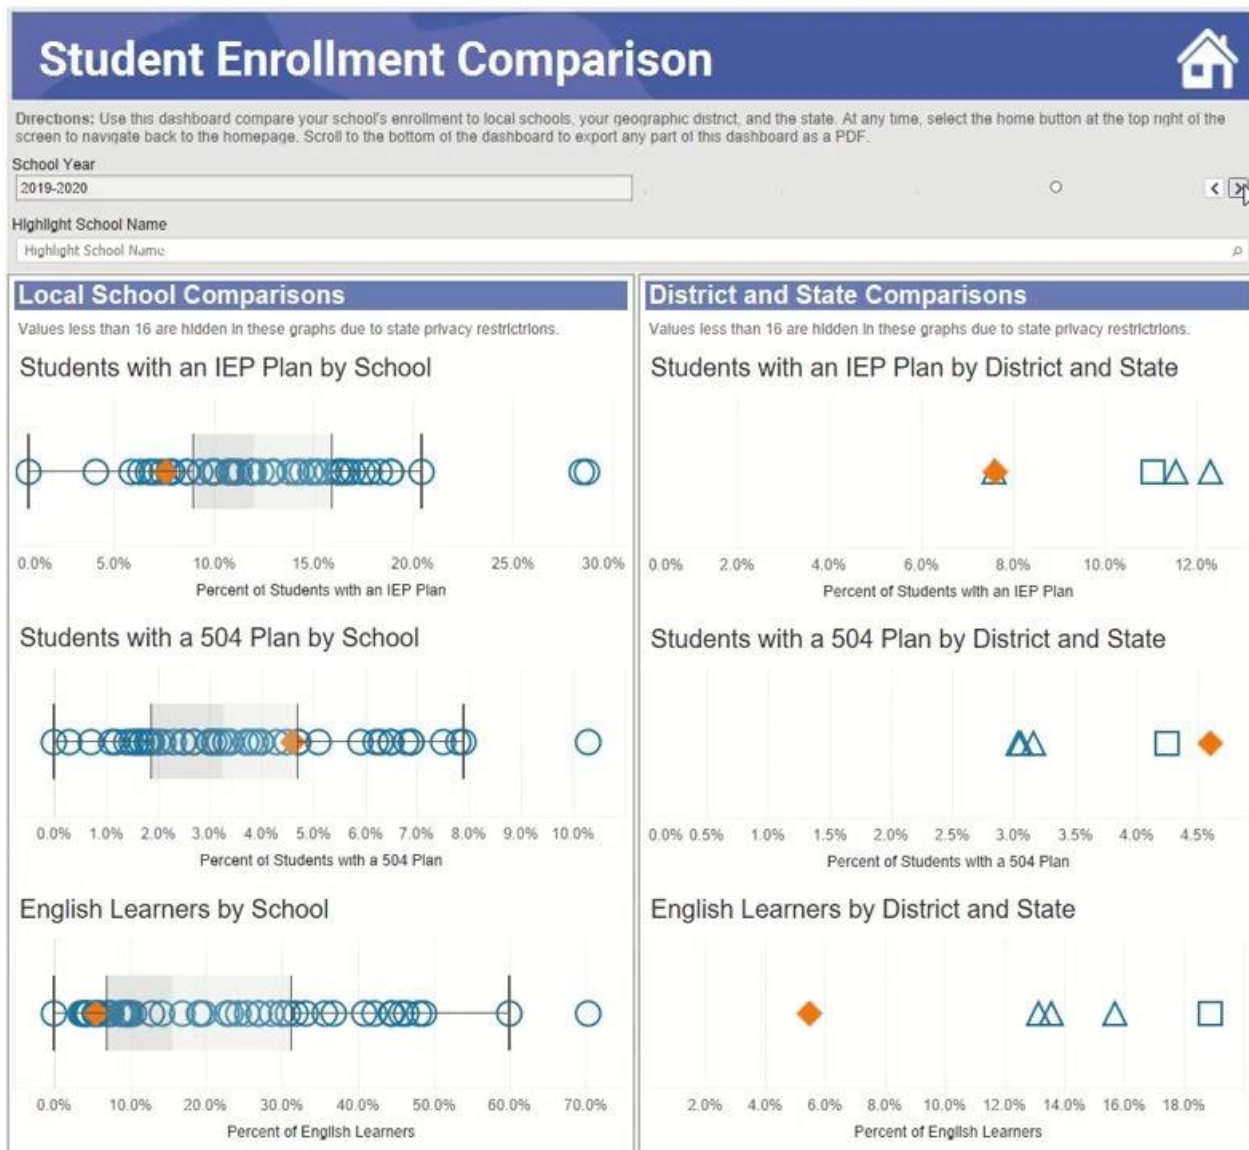 Student Enrollment Comparison
Directions: Use this dashboard compare your school's enrollment to local schools, your geographic district, and the state. At any time, select the home button at the top right of the
screen to navigate back to the homepage. Scroll to the bottom of the dashboard to export any part of this dashboard as a PDF.
School Year
2019-2020
Highlight School Name
Highlight School Name
Local School Comparisons
Values less than 16 are hidden in these graphs due to state privacy restrictrions.
Students with an IEP Plan by School
0.0% 5.0% 10.0% 15.0% 20.0% 25.0% 30.0%
Percent of Students with an IEP Plan
Students with a 504 Plan by School
0.0% 1.0% 2.0% 3.0% 4.0% 5.0% 6.0% 7.0% 8.0% 9.0% 10.0%
Percent of Students with a 504 Plan
English Learners by School
0.0% 10.0% 20.0% 30.0% 40.0% 50.0% 60.0% 70.0%
Percent of English Learners
District and State Comparisons
Values less than 16 are hidden in these graphs due to state privacy restrictrions.
Students with an IEP Plan by District and State
0.0% 2.0% 4.0% 6.0% 8.0% 10.0% 12.0%
Percent of Students with an IEP Plan
Students with a 504 Plan by District and State
0.0% 0.5% 1.0% 1.5% 2.0% 2.5% 3.0% 3.5% 4.0% 4.5%
Percent of Students with a 504 Plan
English Learners by District and State
2.0% 4.0% 6.0% 8.0% 10.0% 12.0% 14.0% 16.0% 18.0%
Percent of English Learners